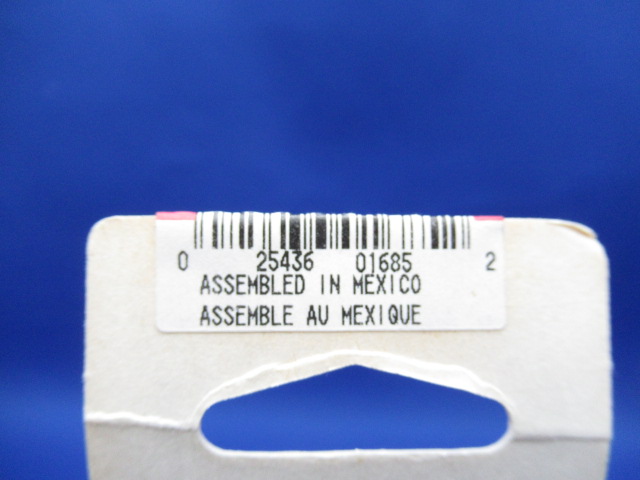 0 25436 01685 2
ASSEMBLED IN MEXICO
ASSEMBLE AU MEXIQUE